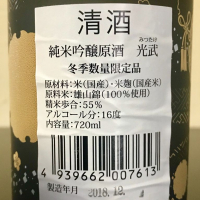 清酒
みつたけ
純米吟醸原酒 光武
冬季数量限定品
原材料:米(国産)・米麹(国産米)
原料米:雄山錦(100%使用)
精米歩合:55%
アルコール分:16度
内容量:720ml
4 939662 007613
製造年月 2018.12.